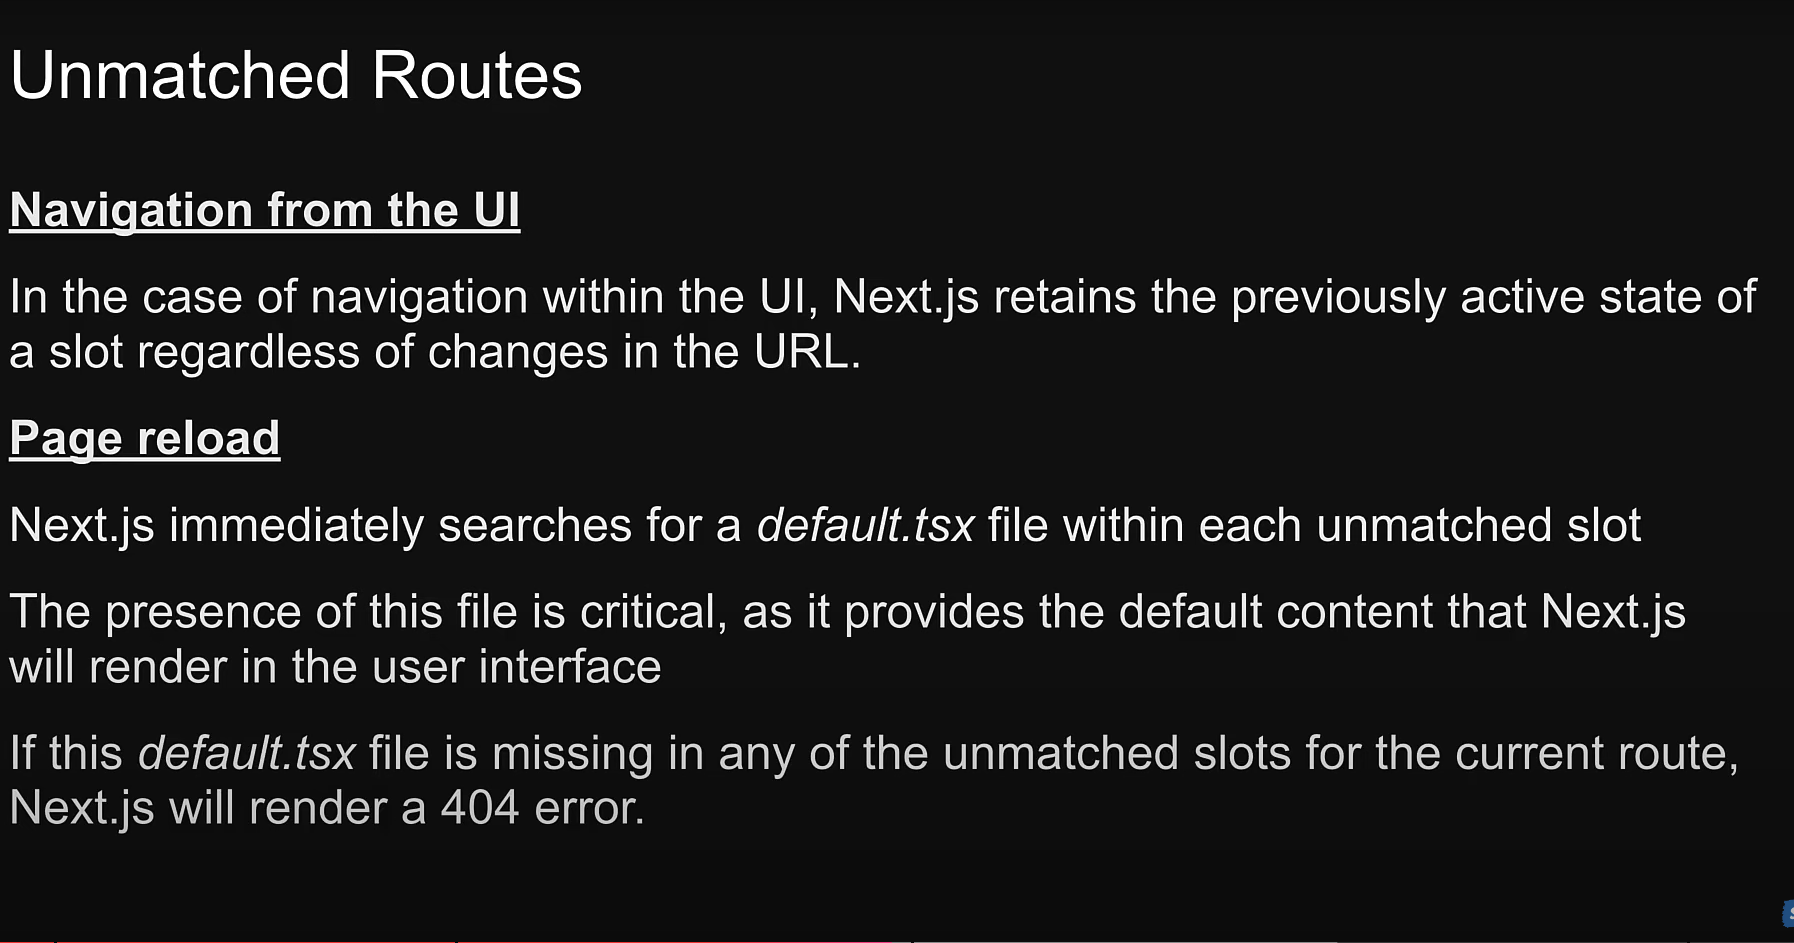 Unmatched Routes
Navigation from the UI
In the case of navigation within the UI, Next.js retains the previously active state of
a slot regardless of changes in the URL.
Page reload
Next.js immediately searches for a default.tsx file within each unmatched slot
The presence of this file is critical, as it provides the default content that Next.js
will render in the user interface
If this default.tsx file is missing in any of the unmatched slots for the current route,
Next.js will render a 404 error.